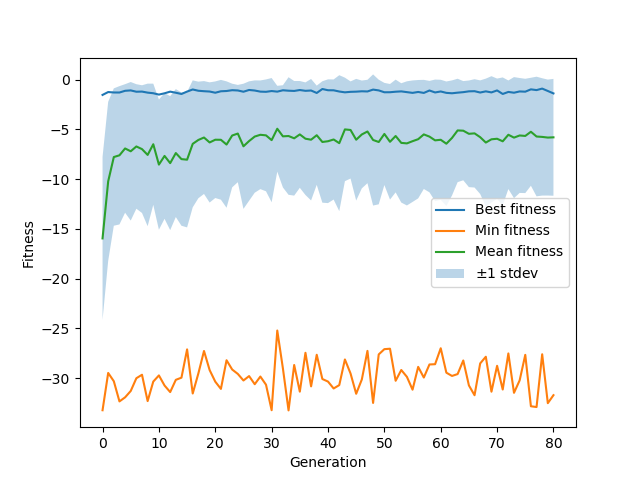 0
−5
−10
−15
−20
−25
−30
Fitness
Best fitness
Min fitness
Mean fitness
±1 stdev
0 10 20 30 40 50 60 70 80
Generation